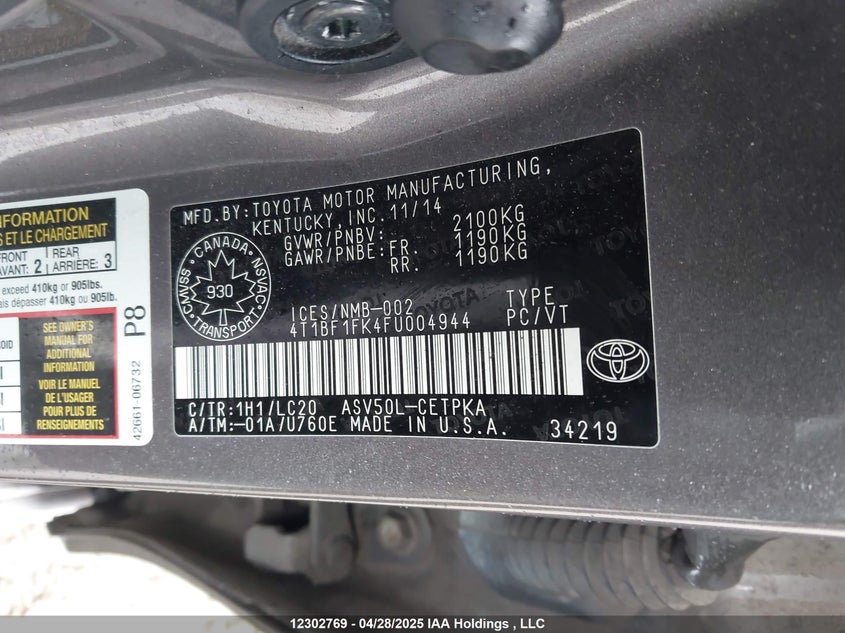 INFORMATION
S ET LE CHARGEMENT
FRONT
AVANT: 2
REAR
ARRIÈRE: 3
exceed 410kg or 905lbs.
ais dépasser 410kg ou 905lb.
SEE OWNER'S
MANUAL FOR
ADDITIONAL
INFORMATION
VOIR LE MANUEL
DE L'USAGER
POUR PLUS DE
RENSEIGNEMENTS
P8
42661-06732
MFD.BY:TOYOTA MOTOR MANUFACTURING,
KENTUCKY, INC. 11/14
GVWR/PNBV: 2100KG
GAWR/PNBE: FR. 1190KG
RR. 1190KG
CANADA
CMVSS NSVAC
930
TRANSPORT
ICES/NMB-002 TYPE
4T1BF1FK4FU004944 PC/VT
C/TR:1H1/LC20 ASV50L-CETPKA
A/TM:-01A/U760E MADE IN U.S.A. 34219
TOYOTA
12302769 - 04/28/2025 IAA Holdings , LLC